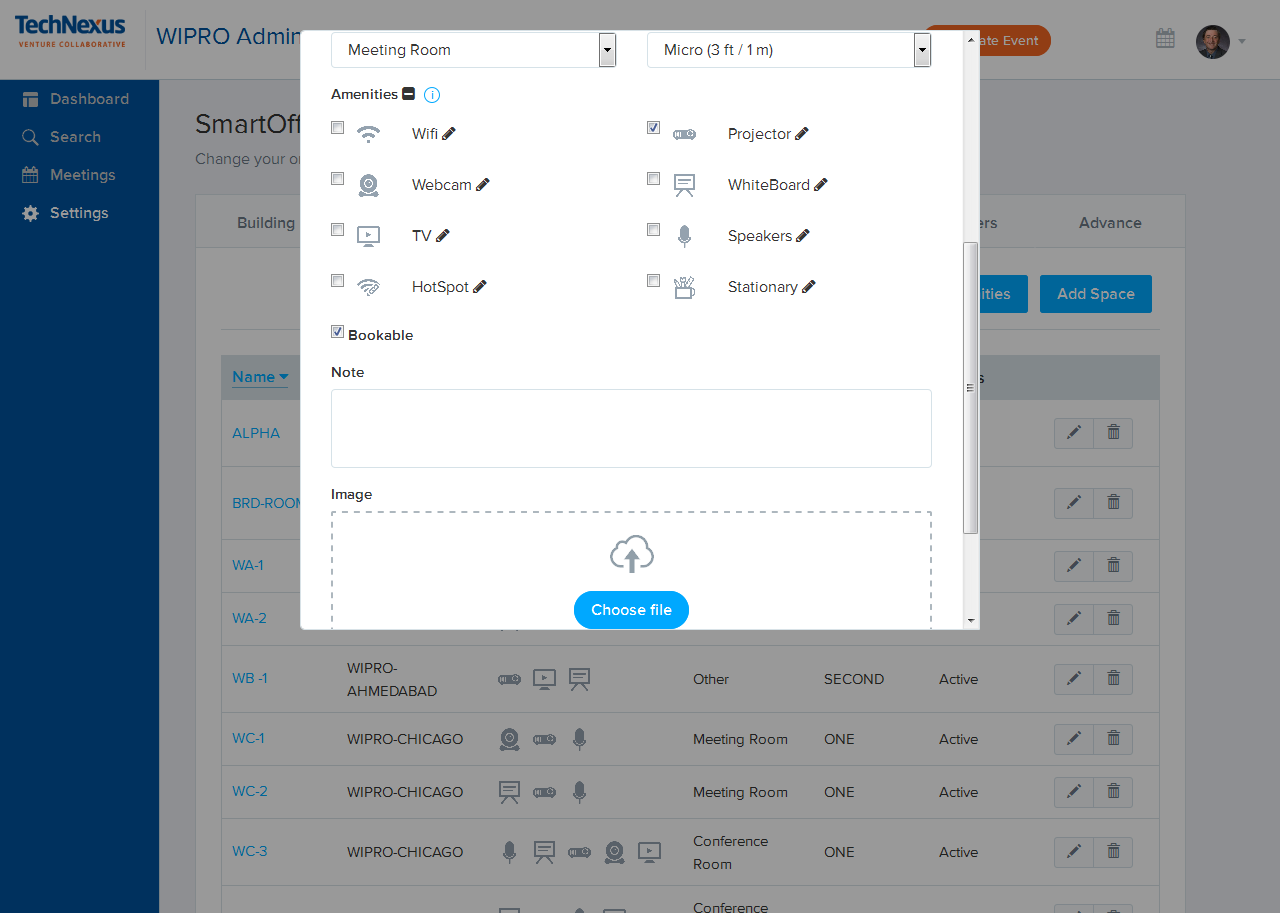 TechNexus
VENTURE COLLABORATIVE
WIPRO Admin
ate Event
Dashboard
Search
Meetings
Settings
SmartOff
Change your or
Building
ers
Advance
ities
Add Space
Name
s
Meeting Room
Micro (3 ft / 1 m)
Amenities
Wifi
Projector
Webcam
WhiteBoard
TV
Speakers
HotSpot
Stationary
Bookable
Note
Image
Choose file
ALPHA
BRD-ROOM
WA-1
WA-2
WB -1
WIPRO-
AHMEDABAD
Other
SECOND
Active
WC-1
WIPRO-CHICAGO
Meeting Room
ONE
Active
WC-2
WIPRO-CHICAGO
Meeting Room
ONE
Active
WC-3
WIPRO-CHICAGO
Conference
Room
ONE
Active
Conference